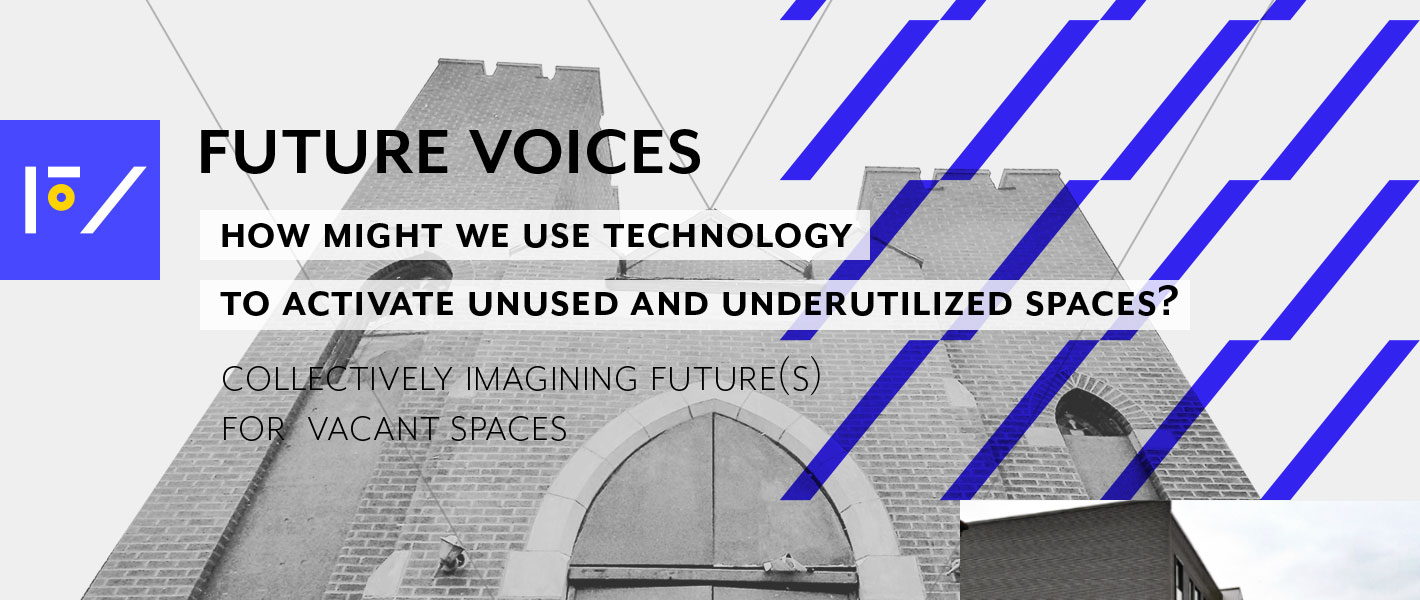 FUTURE VOICES
HOW MIGHT WE USE TECHNOLOGY
TO ACTIVATE UNUSED AND UNDERUTILIZED SPACES?
COLLECTIVELY IMAGINING FUTURE(S)
FOR VACANT SPACES